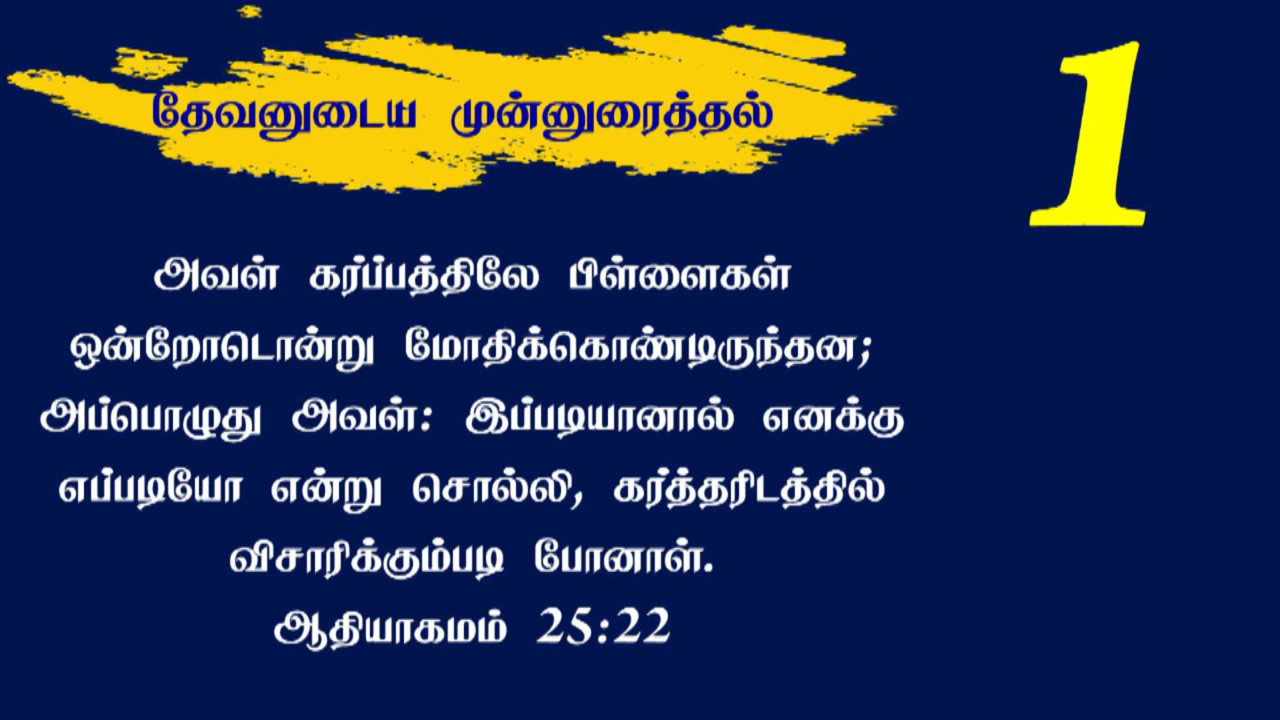 தேவனுடைய முன்னுரைத்தல்
1
அவள் கர்ப்பத்திலே பிள்ளைகள்
ஒன்றோடொன்று மோதிக்கொண்டிருந்தன;
அப்பொழுது அவள்: இப்படியானால் எனக்கு
எப்படியோ என்று சொல்லி, கர்த்தரிடத்தில்
விசாரிக்கும்படி போனாள்.
ஆதியாகமம் 25:22